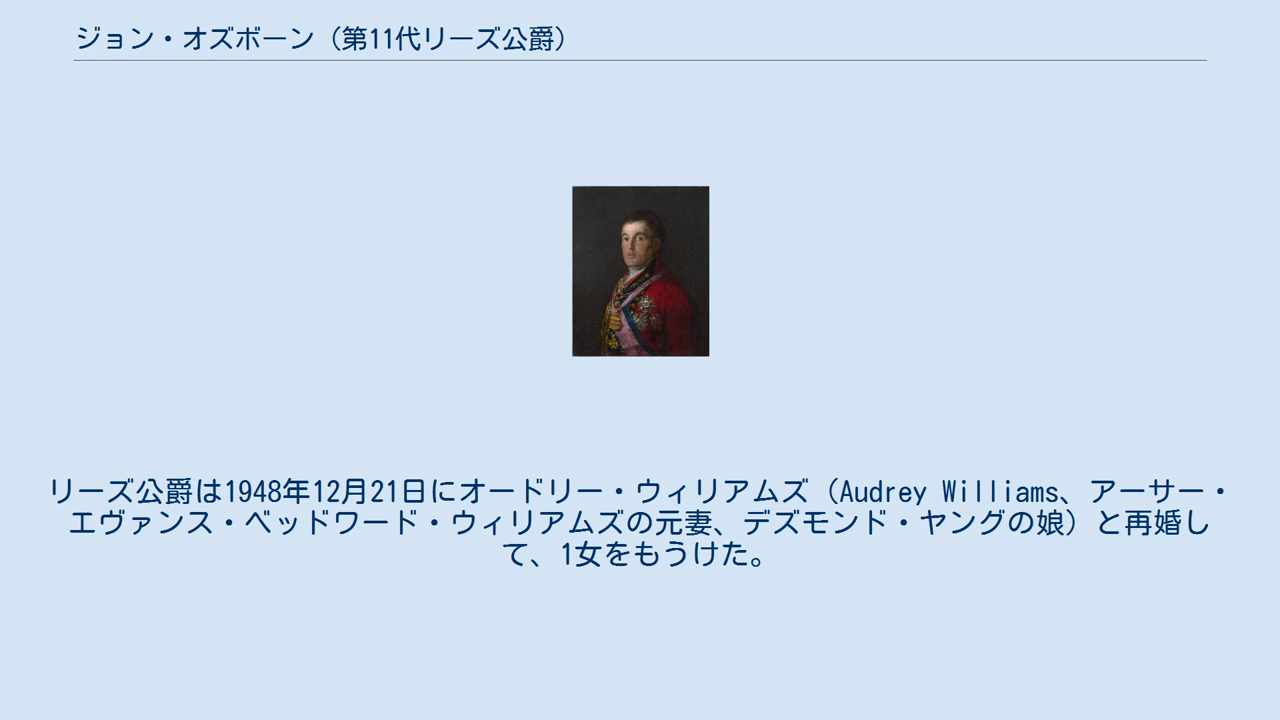 ジョン・オズボーン（第11代リーズ公爵）
リーズ公爵は1948年12月21日にオードリー・ウィリアムズ（Audrey Williams、アーサー・
エヴァンス・ベッドワード・ウィリアムズの元妻、デズモンド・ヤングの娘）と再婚し
て、1女をもうけた。